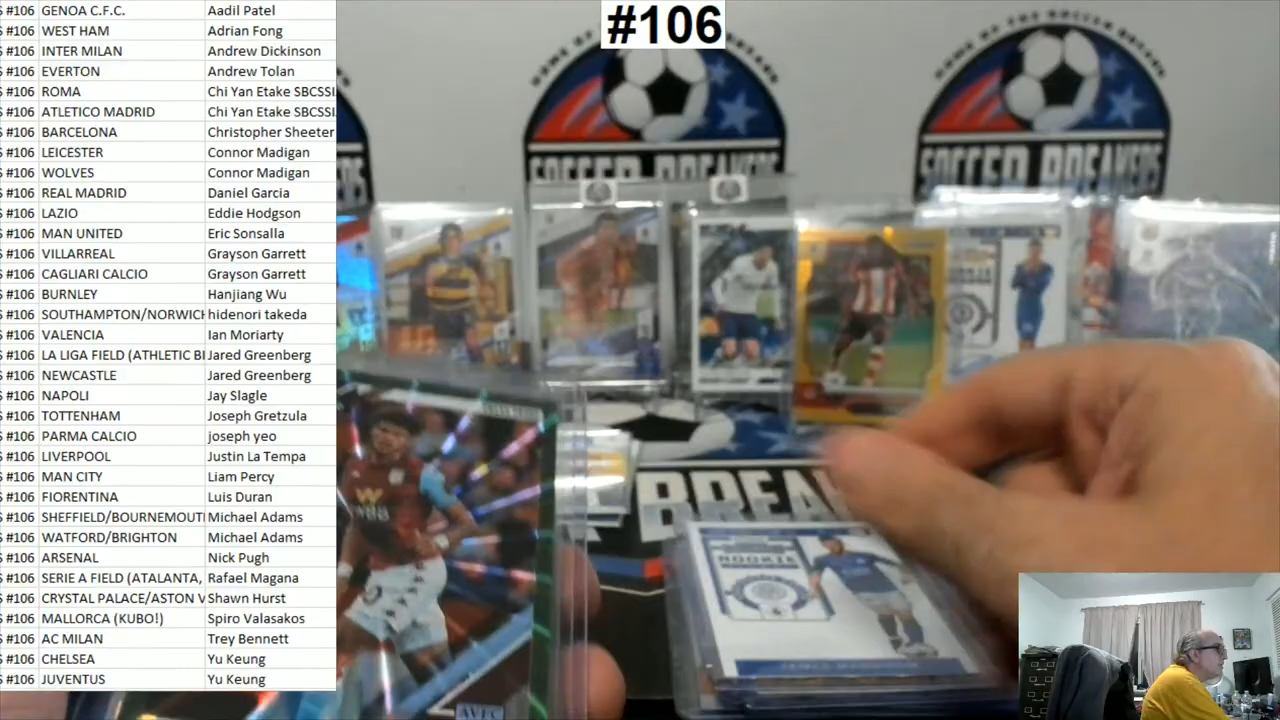 #106 GENOA C.F.C. Aadil Patel
#106 WEST HAM Adrian Fong
#106 INTER MILAN Andrew Dickinson
#106 EVERTON Andrew Tolan
#106 ROMA Chi Yan Etake SBCSSI
#106 ATLETICO MADRID Chi Yan Etake SBCSSI
#106 BARCELONA Christopher Sheeter
#106 LEICESTER Connor Madigan
#106 WOLVES Connor Madigan
#106 REAL MADRID Daniel Garcia
#106 LAZIO Eddie Hodgson
#106 MAN UNITED Eric Sonsalla
#106 VILLARREAL Grayson Garrett
#106 CAGLIARI CALCIO Grayson Garrett
#106 BURNLEY Hanjiang Wu
#106 SOUTHAMPTON/NORWICH hidenori takeda
#106 VALENCIA Ian Moriarty
#106 LA LIGA FIELD (ATHLETIC BI Jared Greenberg
#106 NEWCASTLE Jared Greenberg
#106 NAPOLI Jay Slagle
#106 TOTTENHAM Joseph Gretzula
#106 PARMA CALCIO joseph yeo
#106 LIVERPOOL Justin La Tempa
#106 MAN CITY Liam Percy
#106 FIORENTINA Luis Duran
#106 SHEFFIELD/BOURNEMOUT Michael Adams
#106 WATFORD/BRIGHTON Michael Adams
#106 ARSENAL Nick Pugh
#106 SERIE A FIELD (ATALANTA, Rafael Magana
#106 CRYSTAL PALACE/ASTON V Shawn Hurst
#106 MALLORCA (KUBO!) Spiro Valasakos
#106 AC MILAN Trey Bennett
#106 CHELSEA Yu Keung
#106 JUVENTUS Yu Keung
#106
HOME OF THE SOCCER BREAKERS
SOCCER BREAKERS
SOCCER BREAKERS
BREA
ROOKIE
AVFC